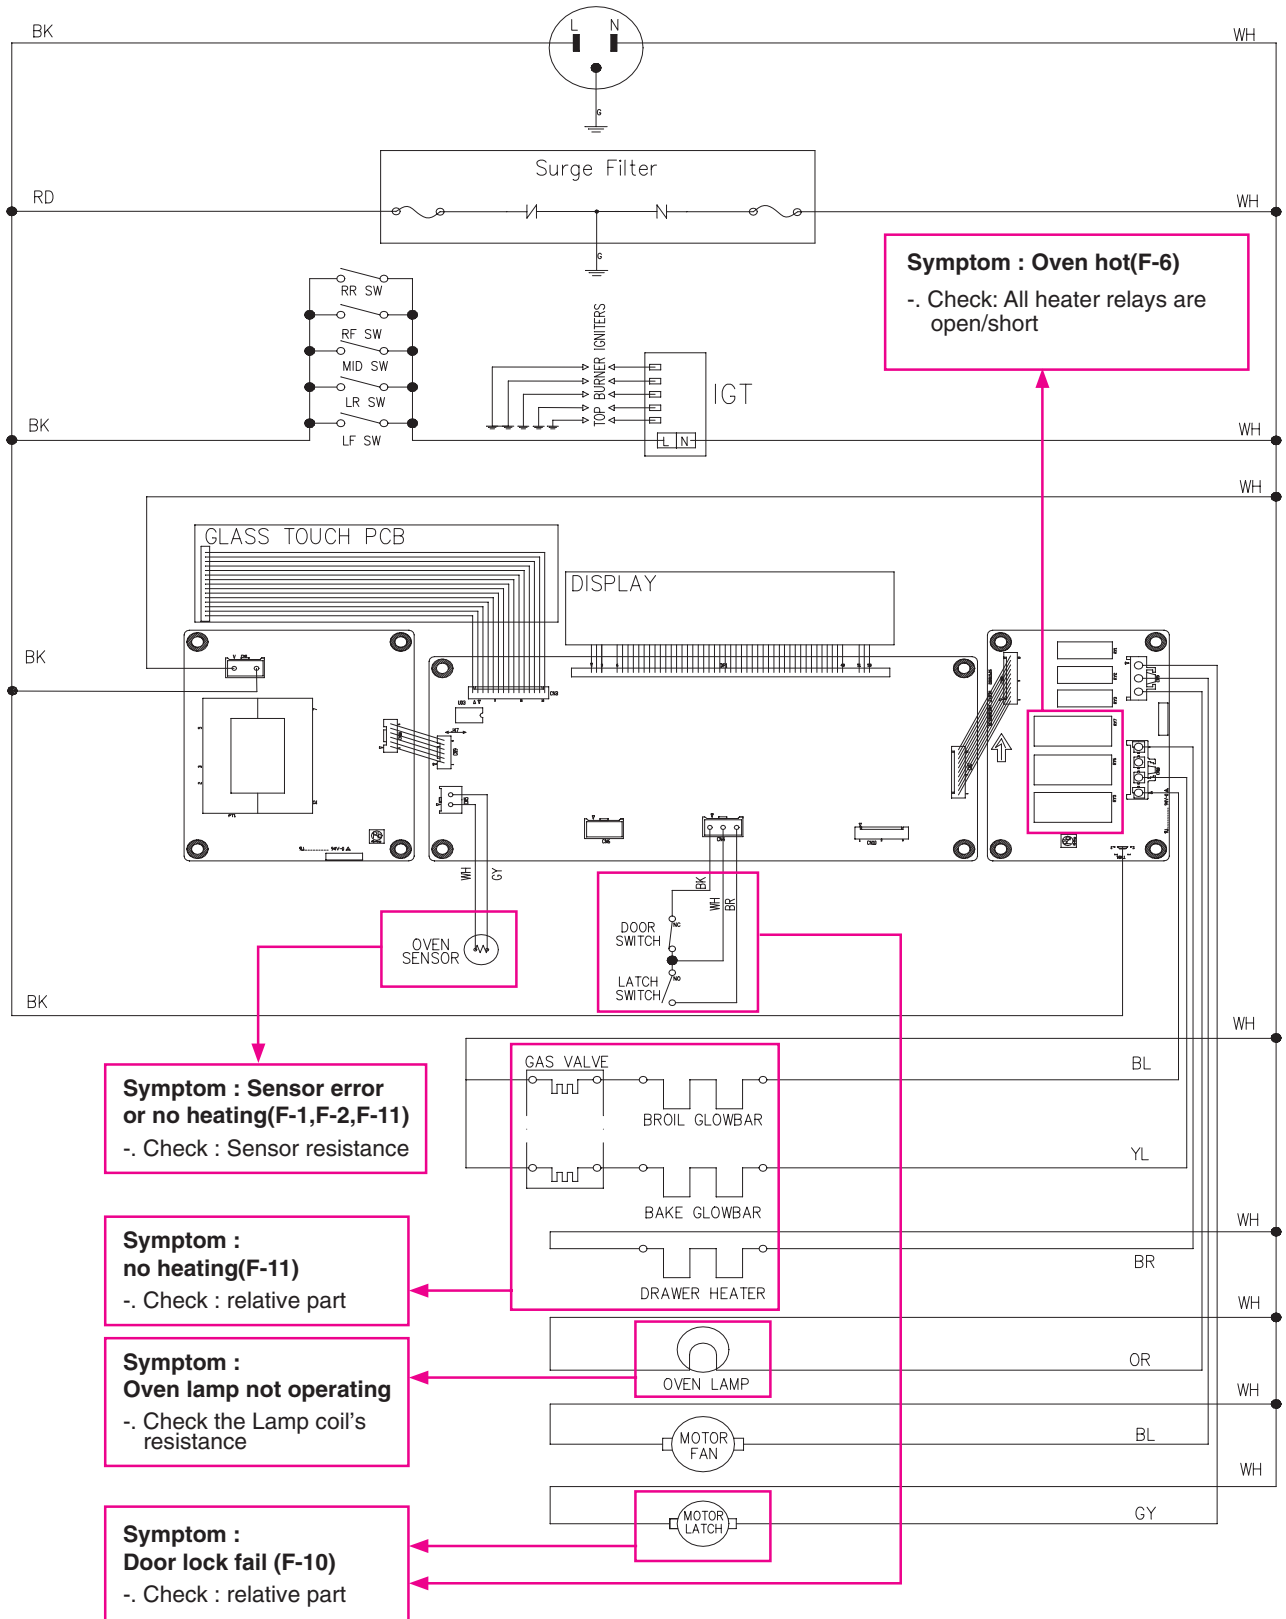 BK
L
N
WH
G
Surge Filter
RD
WH
G
Symptom : Oven hot(F-6)
-. Check: All heater relays are
open/short
RR SW
RF SW
MID SW
LR SW
LF SW
TOP BURNER IGNITERS
IGT
L N
BK
WH
WH
GLASS TOUCH PCB
DISPLAY
BK
WH
GY
BK
WH
BR
DOOR
SWITCH
NC
LATCH
SWITCH
NO
OVEN
SENSOR
BK
WH
Symptom : Sensor error
or no heating(F-1,F-2,F-11)
-. Check : Sensor resistance
GAS VALVE
BL
BROIL GLOWBAR
YL
BAKE GLOWBAR
WH
BR
DRAWER HEATER
Symptom :
no heating(F-11)
-. Check : relative part
WH
OR
OVEN LAMP
Symptom :
Oven lamp not operating
-. Check the Lamp coil's
resistance
WH
BL
MOTOR
FAN
WH
GY
MOTOR
LATCH
Symptom :
Door lock fail (F-10)
-. Check : relative part